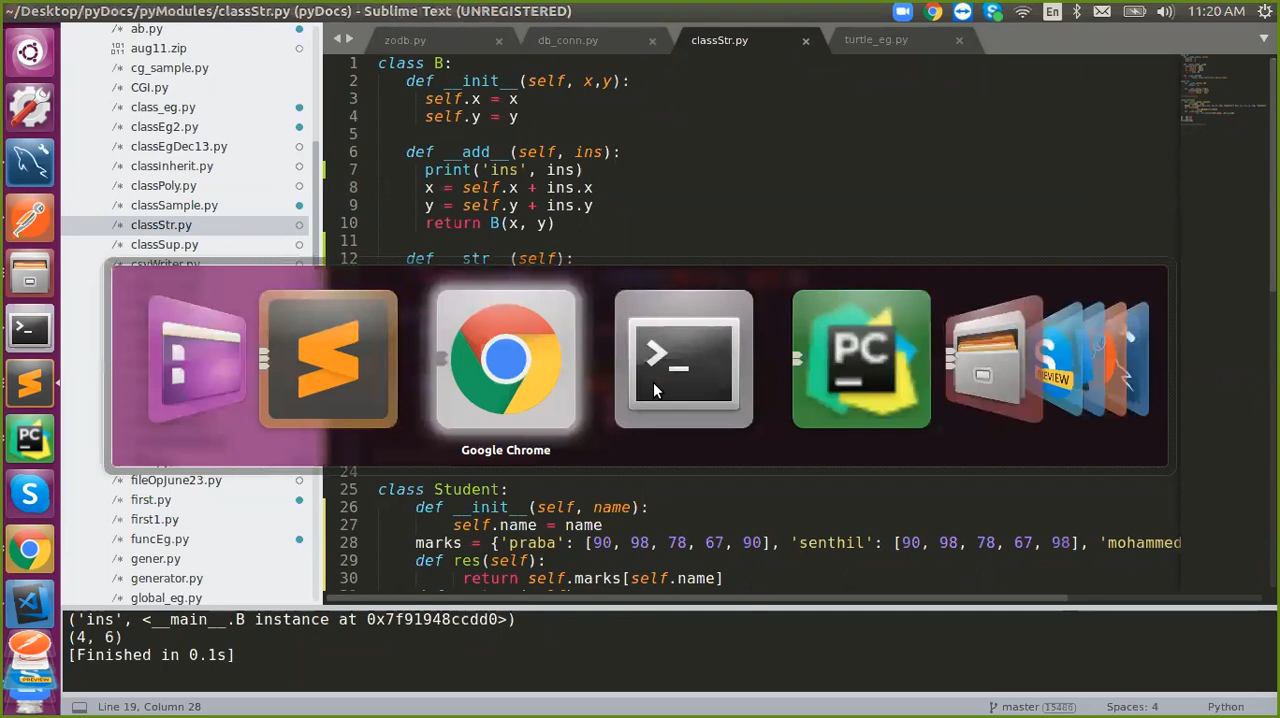 ~/Desktop/pyDocs/pyModules/classStr.py (pyDocs) - Sublime Text (UNREGISTERED)
En
11:20 AM
ab.py
aug11.zip
cg_sample.py
CGI.py
class_eg.py
classEg2.py
classEgDec13.py
classInherit.py
classPoly.py
classSample.py
classStr.py
classSup.py
csvWriter.py
fileOpJune23.py
first.py
first1.py
funcEg.py
gener.py
generator.py
global_eg.py
zodb.py
db_conn.py
classStr.py
turtle_eg.py
1 class B:
2 def __init__(self, x,y):
3 self.x = x
4 self.y = y
5
6 def __add__(self, ins):
7 print('ins', ins)
8 x = self.x + ins.x
9 y = self.y + ins.y
10 return B(x, y)
11
12 def __str__(self):
PC
PREVIEW
Google Chrome
24
25 class Student:
26 def __init__(self, name):
27 self.name = name
28 marks = {'praba': [90, 98, 78, 67, 90], 'senthil': [90, 98, 78, 67, 98], 'mohammed
29 def res(self):
30 return self.marks[self.name]
('ins', <__main__.B instance at 0x7f91948ccdd0>)
(4, 6)
[Finished in 0.1s]
Line 19, Column 28
master 15486
Spaces: 4
Python